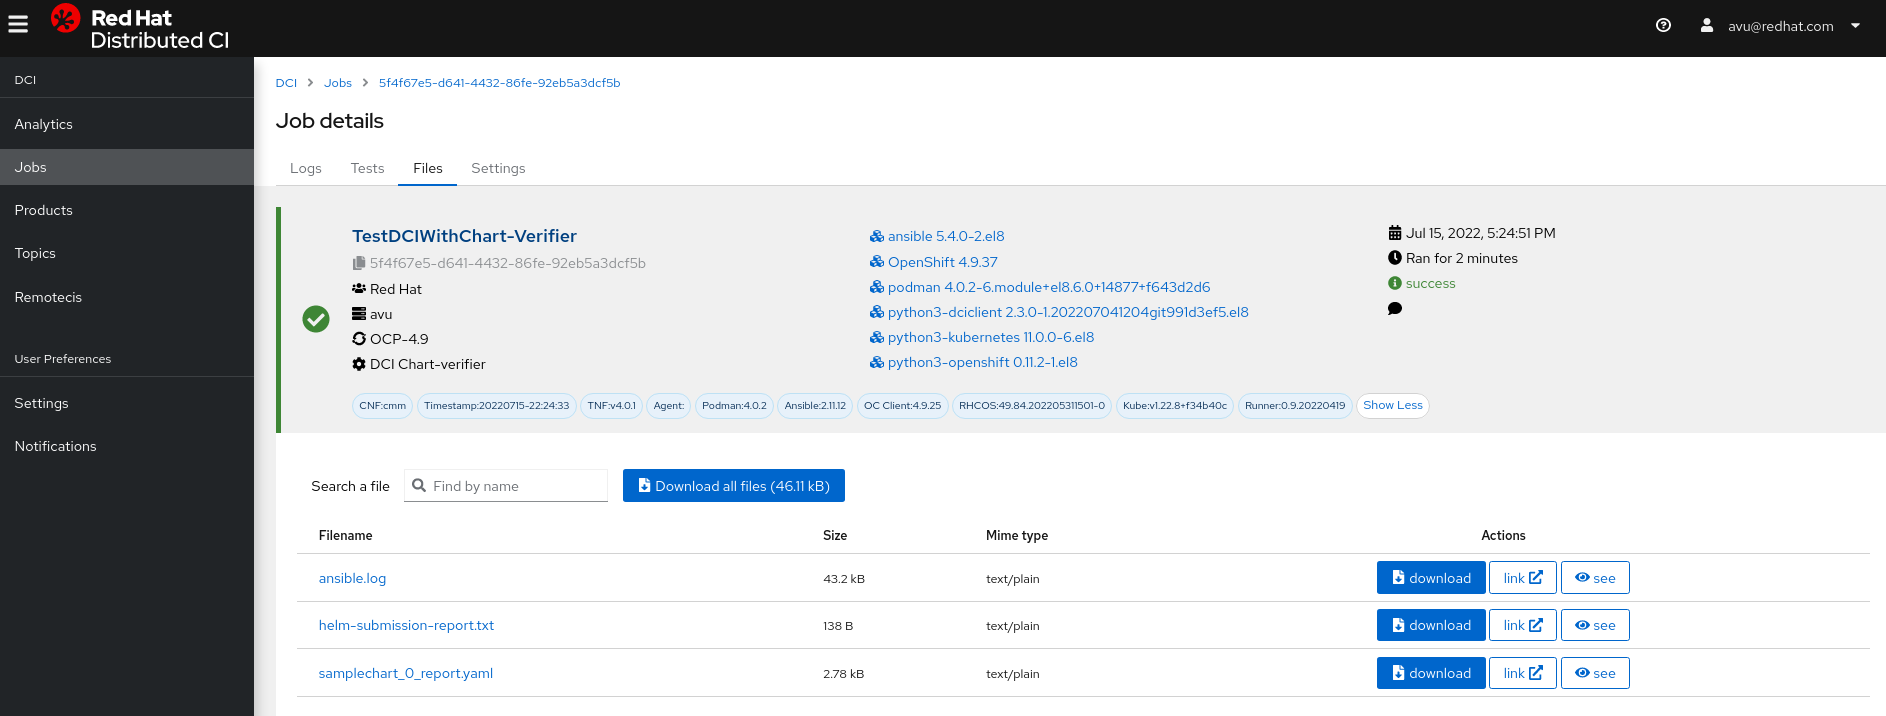 Red Hat
Distributed CI
avu@redhat.com
DCI
Analytics
Jobs
Products
Topics
Remotecis
User Preferences
Settings
Notifications
DCI > Jobs > 5f4f67e5-d641-4432-86fe-92eb5a3dcf5b
Job details
Logs Tests Files Settings
TestDCIWithChart-Verifier
5f4f67e5-d641-4432-86fe-92eb5a3dcf5b
Red Hat
avu
OCP-4.9
DCI Chart-verifier
ansible 5.4.0-2.el8
OpenShift 4.9.37
podman 4.0.2-6.module+el8.6.0+14877+f643d2d6
python3-dciclient 2.3.0-1.202207041204git991d3ef5.el8
python3-kubernetes 11.0.0-6.el8
python3-openshift 0.11.2-1.el8
Jul 15, 2022, 5:24:51 PM
Ran for 2 minutes
success
CNF:cmm Timestamp:20220715-22:24:33 TNF:v4.0.1 Agent: Podman:4.0.2 Ansible:2.11.12 OC Client:4.9.25 RHCOS:49.84.202205311501-0 Kube:v1.22.8+f34b40c Runner:0.9.20220419 Show Less
Search a file Find by name Download all files (46.11 kB)
Filename Size Mime type Actions
ansible.log 43.2 kB text/plain download link see
helm-submission-report.txt 138 B text/plain download link see
samplechart_0_report.yaml 2.78 kB text/plain download link see